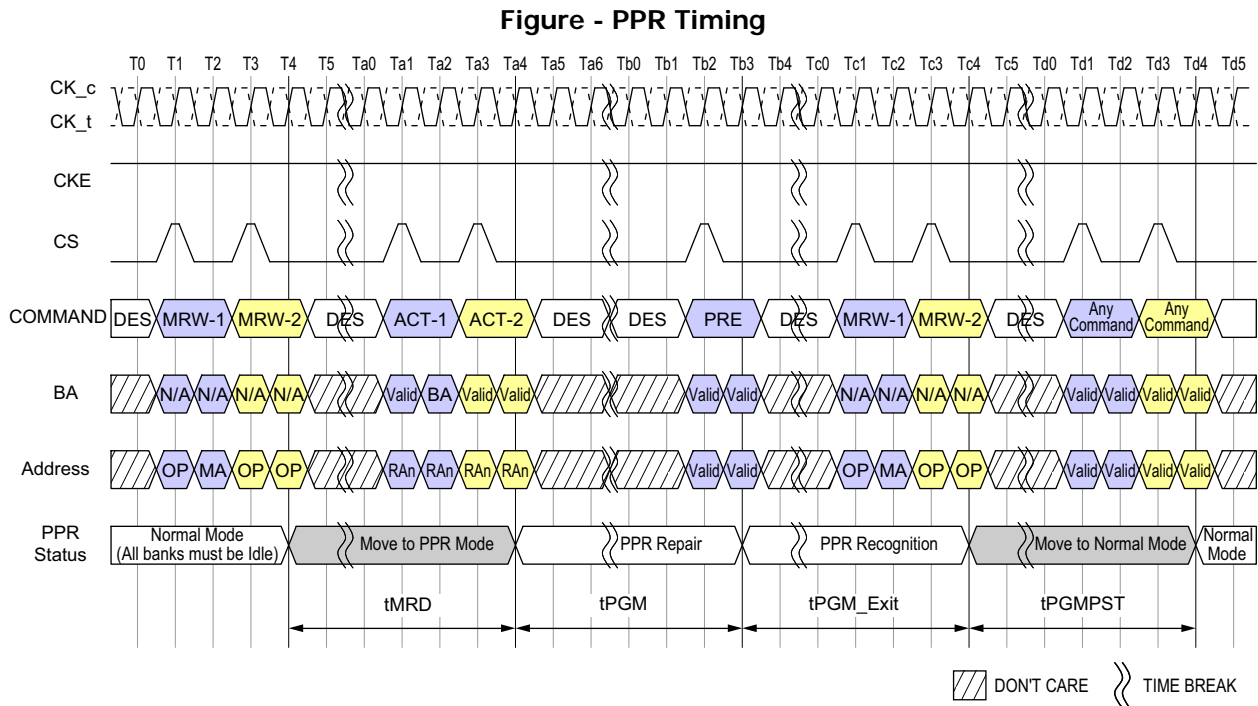 Figure - PPR Timing
T0 T1 T2 T3 T4 T5 Ta0 Ta1 Ta2 Ta3 Ta4 Ta5 Ta6 Tb0 Tb1 Tb2 Tb3 Tb4 Tc0 Tc1 Tc2 Tc3 Tc4 Tc5 Td0 Td1 Td2 Td3 Td4 Td5
CK_c
CK_t
CKE
CS
COMMAND DES MRW-1 MRW-2 DES ACT-1 ACT-2 DES DES PRE DES MRW-1 MRW-2 DES Any Command Any Command
BA N/A N/A N/A N/A Valid BA Valid Valid Valid Valid N/A N/A N/A N/A Valid Valid Valid Valid
Address OP MA OP OP RAn RAn RAn RAn Valid Valid OP MA OP OP Valid Valid Valid Valid
PPR Status Normal Mode (All banks must be Idle) Move to PPR Mode PPR Repair PPR Recognition Move to Normal Mode Normal Mode
tMRD tPGM tPGM_Exit tPGMPST
DON'T CARE TIME BREAK